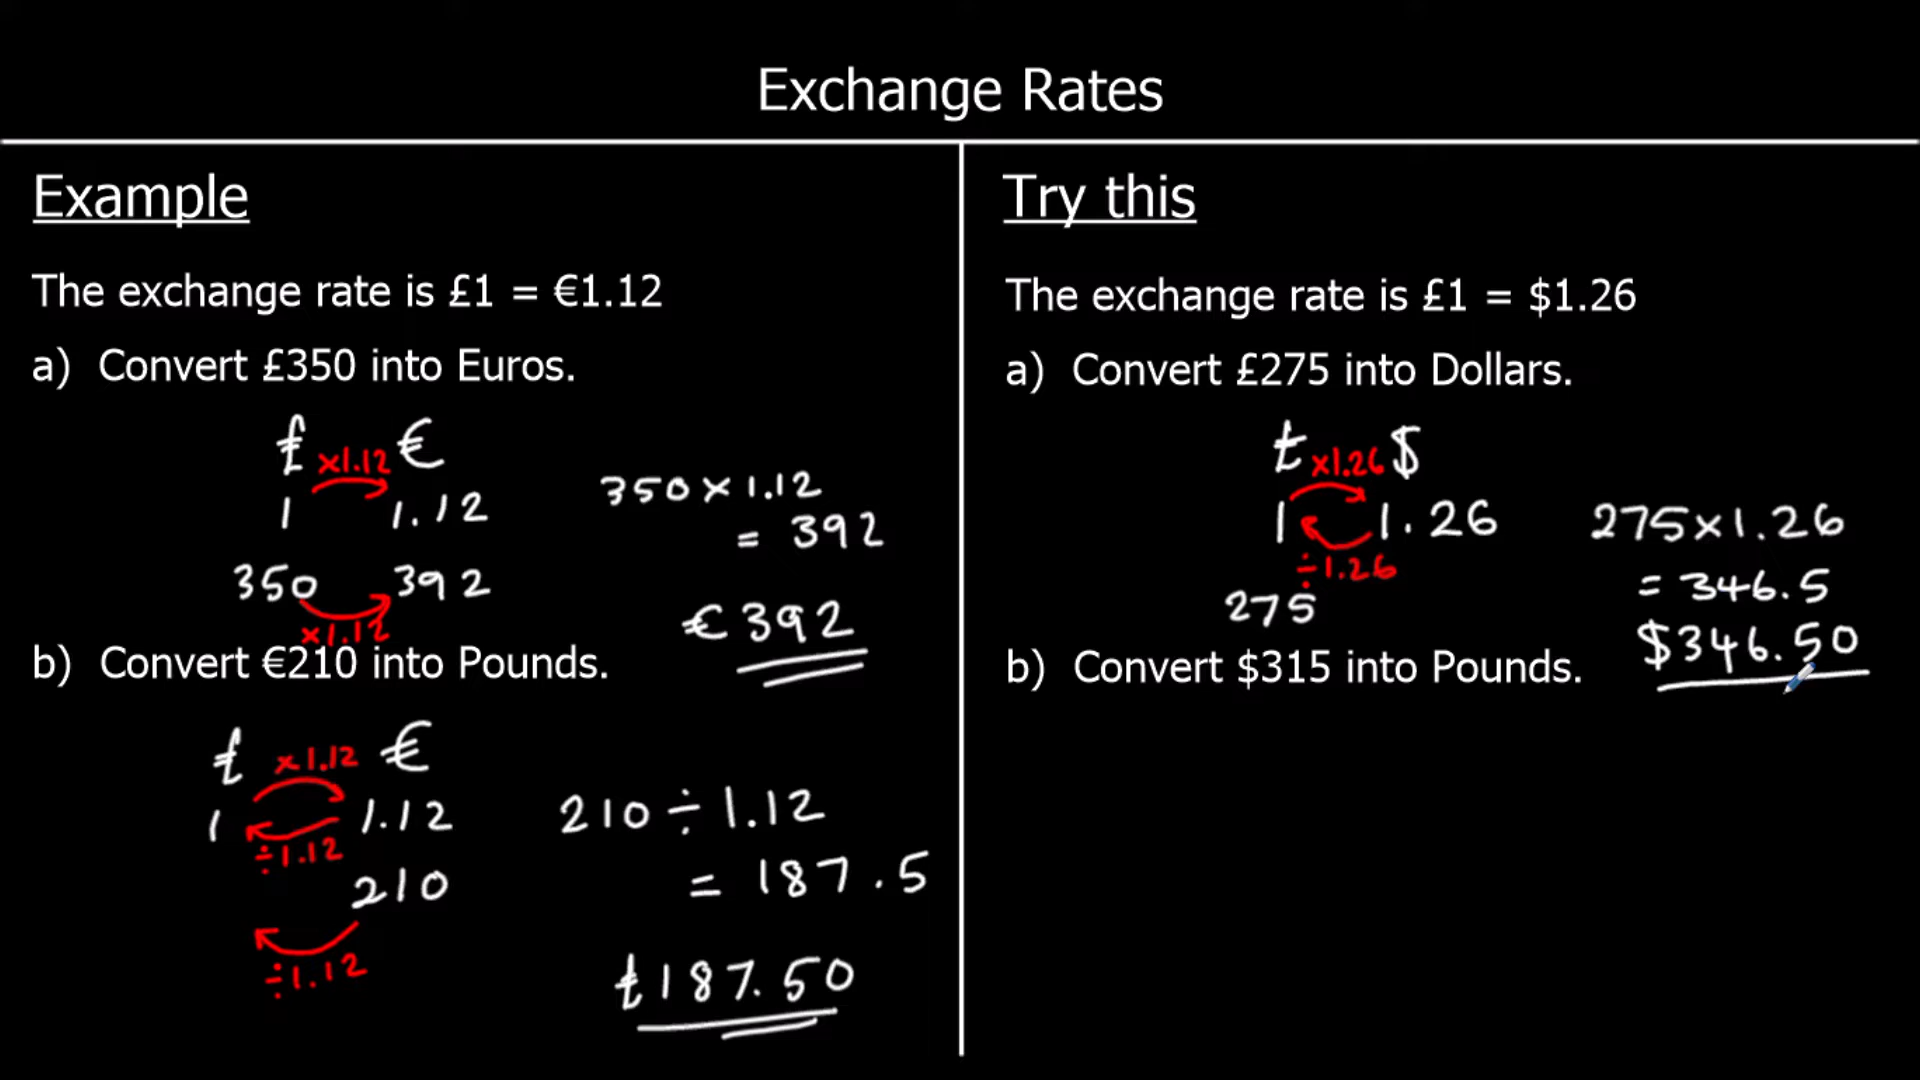 Exchange Rates
Example
The exchange rate is £1 = €1.12
a) Convert £350 into Euros.
£ ×1.12 €
1 1.12
350 392
×1.12
350 × 1.12
= 392
€392
b) Convert €210 into Pounds.
£ ×1.12 €
1 1.12
÷1.12
210
÷1.12
210 ÷ 1.12
= 187.5
£187.50
Try this
The exchange rate is £1 = $1.26
a) Convert £275 into Dollars.
£ ×1.26 $
1 1.26
÷1.26
275
275 × 1.26
= 346.5
$346.50
b) Convert $315 into Pounds.